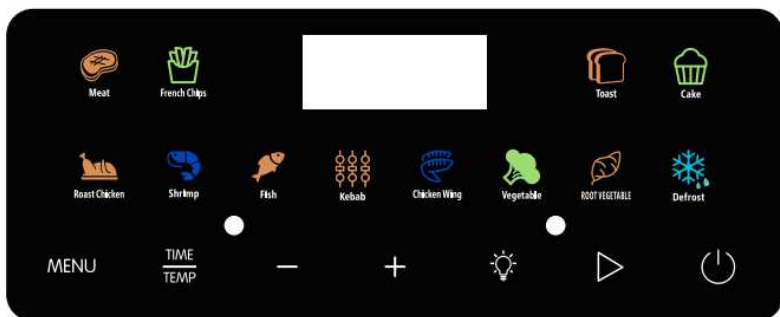 Meat
French Chips
Toast
Cake
Roast Chicken
Shrimp
Fish
Kebab
Chicken Wing
Vegetable
ROOT VEGETABLE
Defrost
MENU
TIME
TEMP
- +